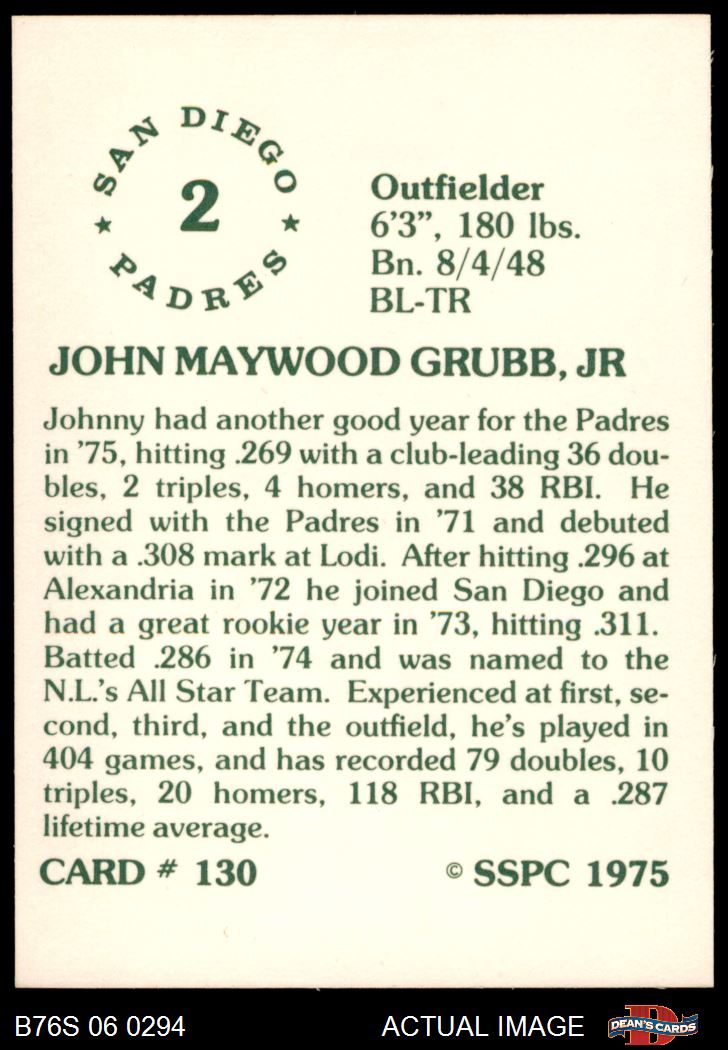 SAN DIEGO
2
★ ★
PADRES
Outfielder
6'3”, 180 lbs.
Bn. 8/4/48
BL-TR
JOHN MAYWOOD GRUBB, JR
Johnny had another good year for the Padres
in '75, hitting .269 with a club-leading 36 dou-
bles, 2 triples, 4 homers, and 38 RBI. He
signed with the Padres in '71 and debuted
with a .308 mark at Lodi. After hitting .296 at
Alexandria in '72 he joined San Diego and
had a great rookie year in '73, hitting .311.
Batted .286 in '74 and was named to the
N.L.'s All Star Team. Experienced at first, se-
cond, third, and the outfield, he's played in
404 games, and has recorded 79 doubles, 10
triples, 20 homers, 118 RBI, and a .287
lifetime average.
CARD # 130
© SSPC 1975
B76S 06 0294
ACTUAL IMAGE
D
DEAN'S CARDS